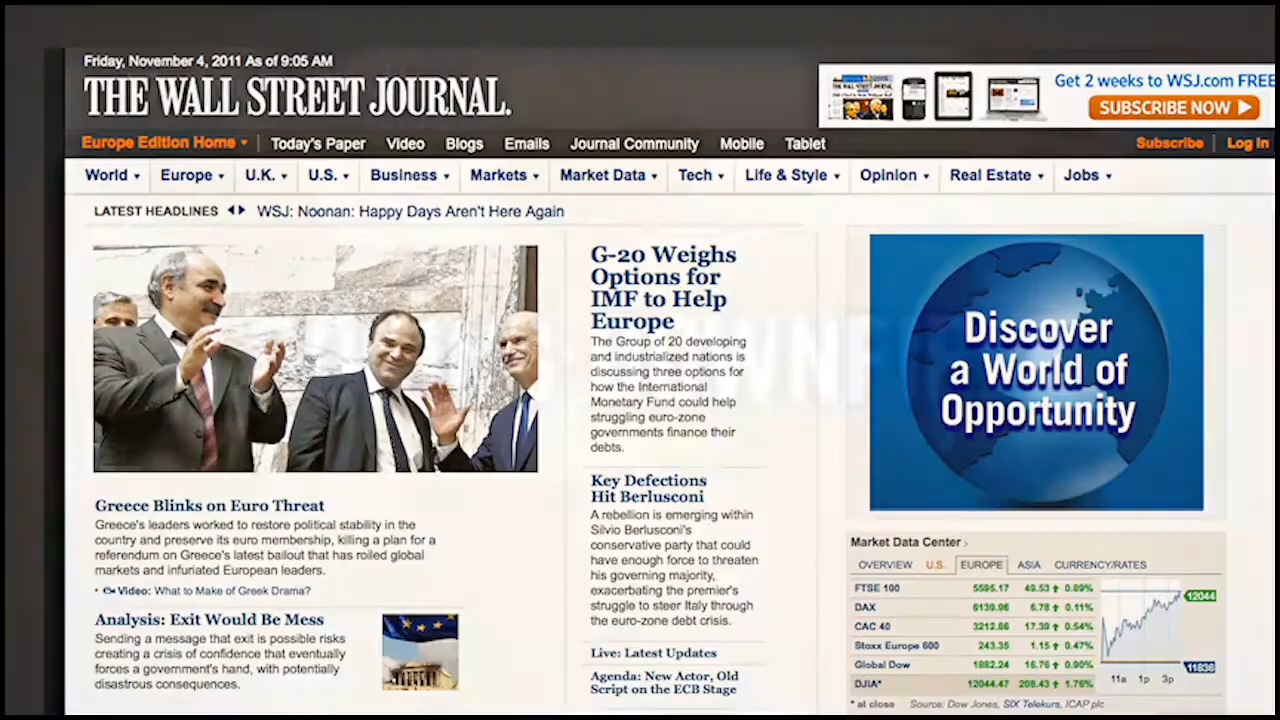 Friday, November 4, 2011 As of 9:05 AM
THE WALL STREET JOURNAL.
Get 2 weeks to WSJ.com FREE
SUBSCRIBE NOW
Europe Edition Home
Today's Paper
Video
Blogs
Emails
Journal Community
Mobile
Tablet
Subscribe
Log In
World
Europe
U.K.
U.S.
Business
Markets
Market Data
Tech
Life & Style
Opinion
Real Estate
Jobs
LATEST HEADLINES
WSJ: Noonan: Happy Days Aren't Here Again
Greece Blinks on Euro Threat
Greece's leaders worked to restore political stability in the
country and preserve its euro membership, killing a plan for a
referendum on Greece's latest bailout that has roiled global
markets and infuriated European leaders.
• Video: What to Make of Greek Drama?
Analysis: Exit Would Be Mess
Sending a message that exit is possible risks
creating a crisis of confidence that eventually
forces a government's hand, with potentially
disastrous consequences.
G-20 Weighs
Options for
IMF to Help
Europe
The Group of 20 developing
and industrialized nations is
discussing three options for
how the International
Monetary Fund could help
struggling euro-zone
governments finance their
debts.
Key Defections
Hit Berlusconi
A rebellion is emerging within
Silvio Berlusconi's
conservative party that could
have enough force to threaten
his governing majority,
exacerbating the premier's
struggle to steer Italy through
the euro-zone debt crisis.
Live: Latest Updates
Agenda: New Actor, Old
Script on the ECB Stage
Discover
a World of
Opportunity
Market Data Center
OVERVIEW U.S. EUROPE ASIA CURRENCY/RATES
FTSE 100 5595.17 49.53 0.89%
DAX 6139.96 6.78 0.11%
CAC 40 3212.66 17.39 0.54%
Stoxx Europe 600 243.35 1.15 0.47%
Global Dow 1882.24 16.76 0.90%
DJIA* 12044.47 208.43 1.76%
12044
11836
11a 1p 3p
* at close Source: Dow Jones, SIX Telekurs, ICAP plc